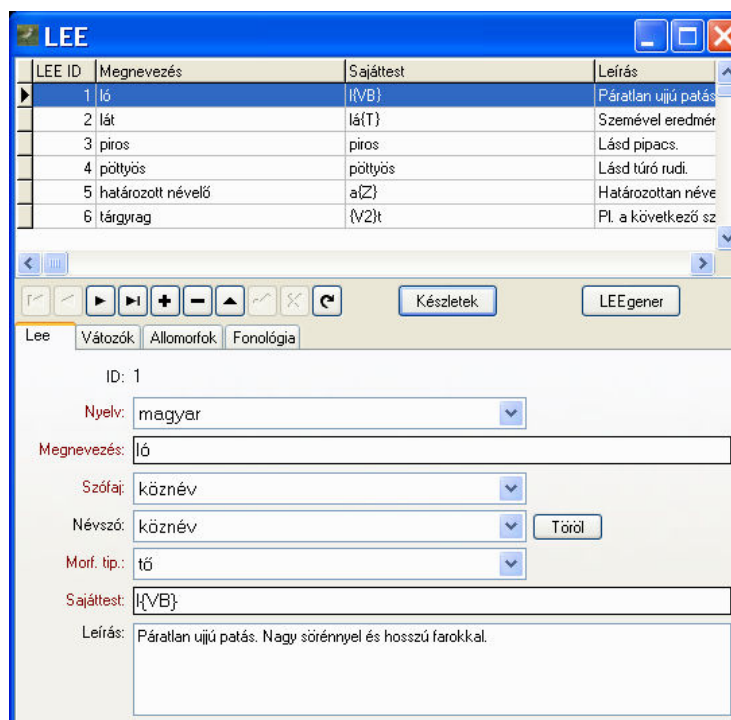 LEE
LEE ID Megnevezés Sajáttest Leírás
1 ló l{VB} Páratlan ujjú patás
2 lát lá{T} Szemével eredmér
3 piros piros Lásd pipacs.
4 pöttyös pöttyös Lásd túró rudi.
5 határozott névelő a{Z} Határozottan néve
6 tárgyrag {V2}t Pl. a következő sz
Készletek LEEgener
Lee Vátozók Allomorfok Fonológia
ID: 1
Nyelv: magyar
Megnevezés: ló
Szófaj: köznév
Névszó: köznév Töröl
Morf. tip.: tő
Sajáttest: l{VB}
Leírás: Páratlan ujjú patás. Nagy sörénnyel és hosszú farokkal.